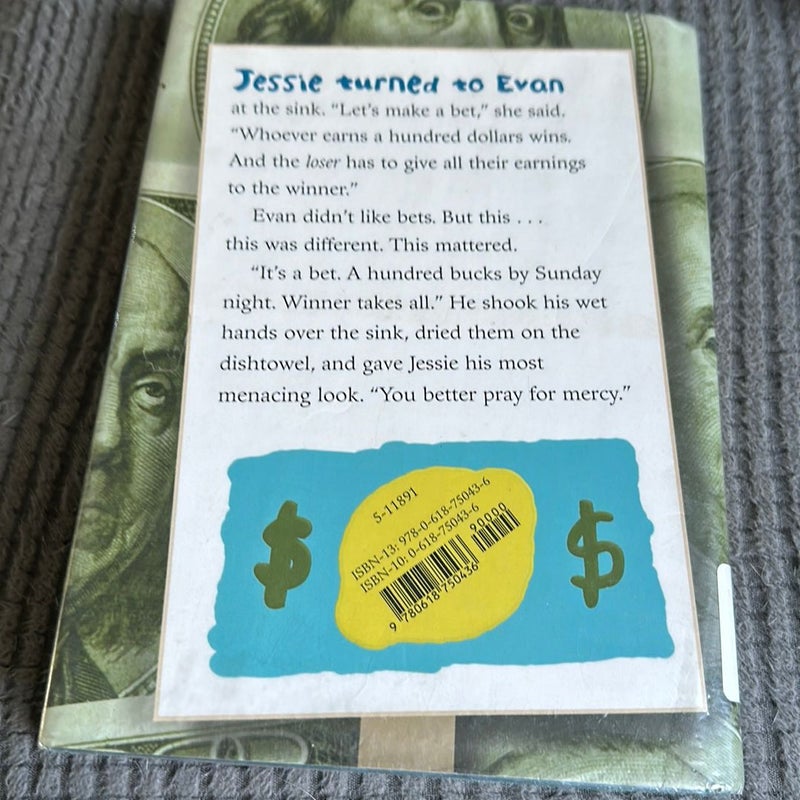 Jessie turned to Evan
at the sink. “Let’s make a bet,” she said.
“Whoever earns a hundred dollars wins.
And the loser has to give all their earnings
to the winner.”
Evan didn’t like bets. But this . . .
this was different. This mattered.
“It’s a bet. A hundred bucks by Sunday
night. Winner takes all.” He shook his wet
hands over the sink, dried them on the
dishtowel, and gave Jessie his most
menacing look. “You better pray for mercy.”
$ $
5-11891
ISBN-13: 978-0-618-75043-6
ISBN-10: 0-618-75043-6
90000
9 780618 750436